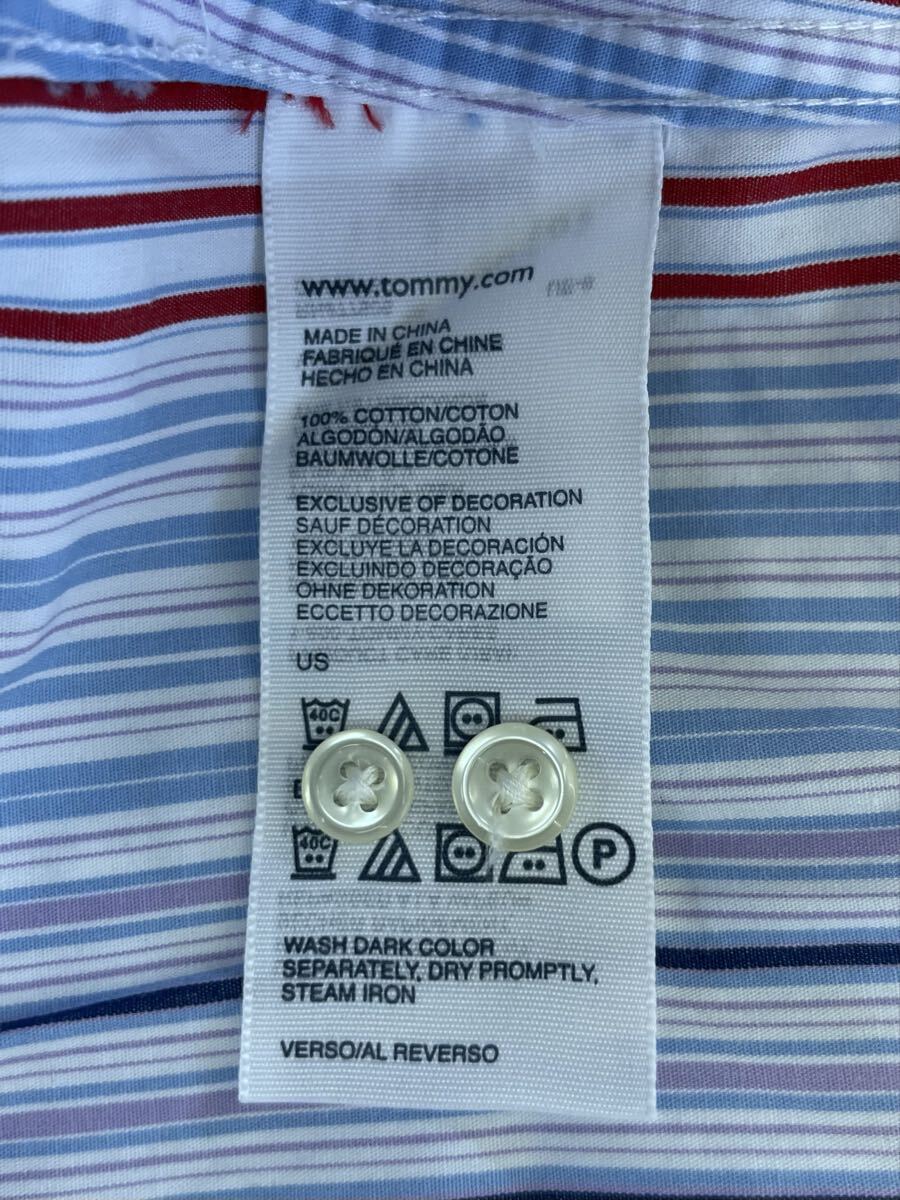 www.tommy.com
MADE IN CHINA
FABRIQUÉ EN CHINE
HECHO EN CHINA
100% COTTON/COTON
ALGODÓN/ALGODÃO
BAUMWOLLE/COTONE
EXCLUSIVE OF DECORATION
SAUF DÉCORATION
EXCLUYE LA DECORACIÓN
EXCLUINDO DECORAÇÃO
OHNE DEKORATION
ECCETTO DECORAZIONE
US
40C
40C P
WASH DARK COLOR
SEPARATELY, DRY PROMPTLY,
STEAM IRON
VERSO/AL REVERSO